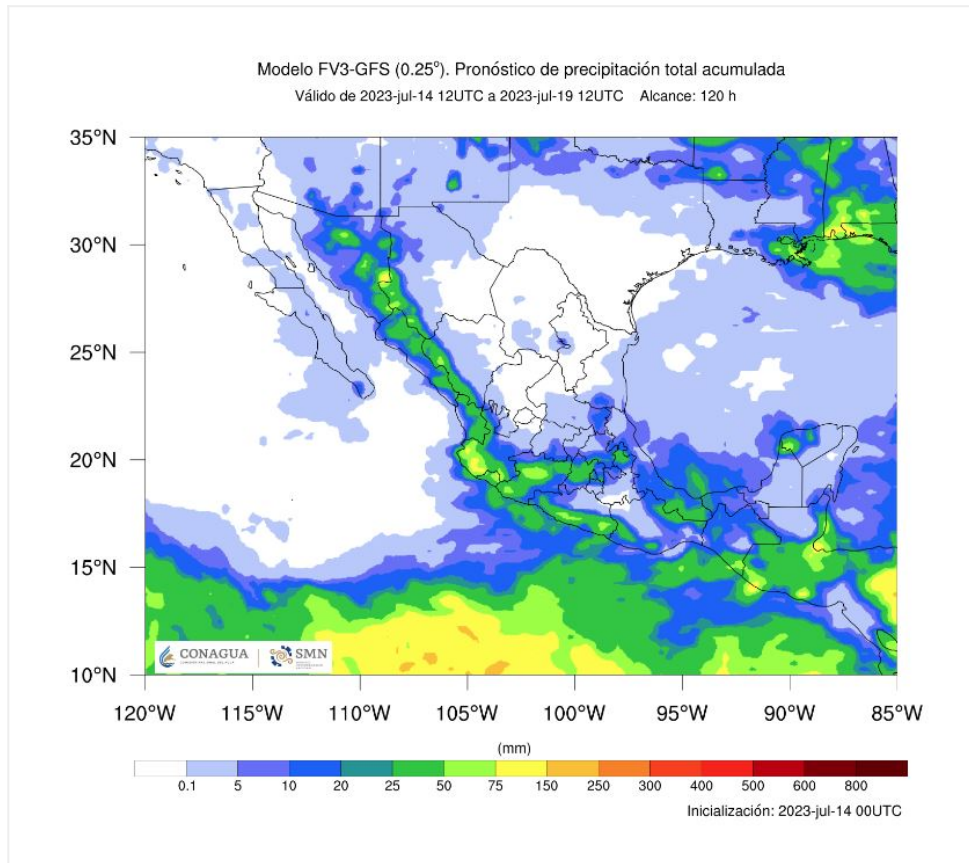 Modelo FV3-GFS (0.25°). Pronóstico de precipitación total acumulada
Válido de 2023-jul-14 12UTC a 2023-jul-19 12UTC Alcance: 120 h
35°N
30°N
25°N
20°N
15°N
10°N
CONAGUA
SMN
120°W 115°W 110°W 105°W 100°W 95°W 90°W 85°W
(mm)
0.1 5 10 20 25 50 75 150 250 300 400 500 600 800
Inicialización: 2023-jul-14 00UTC